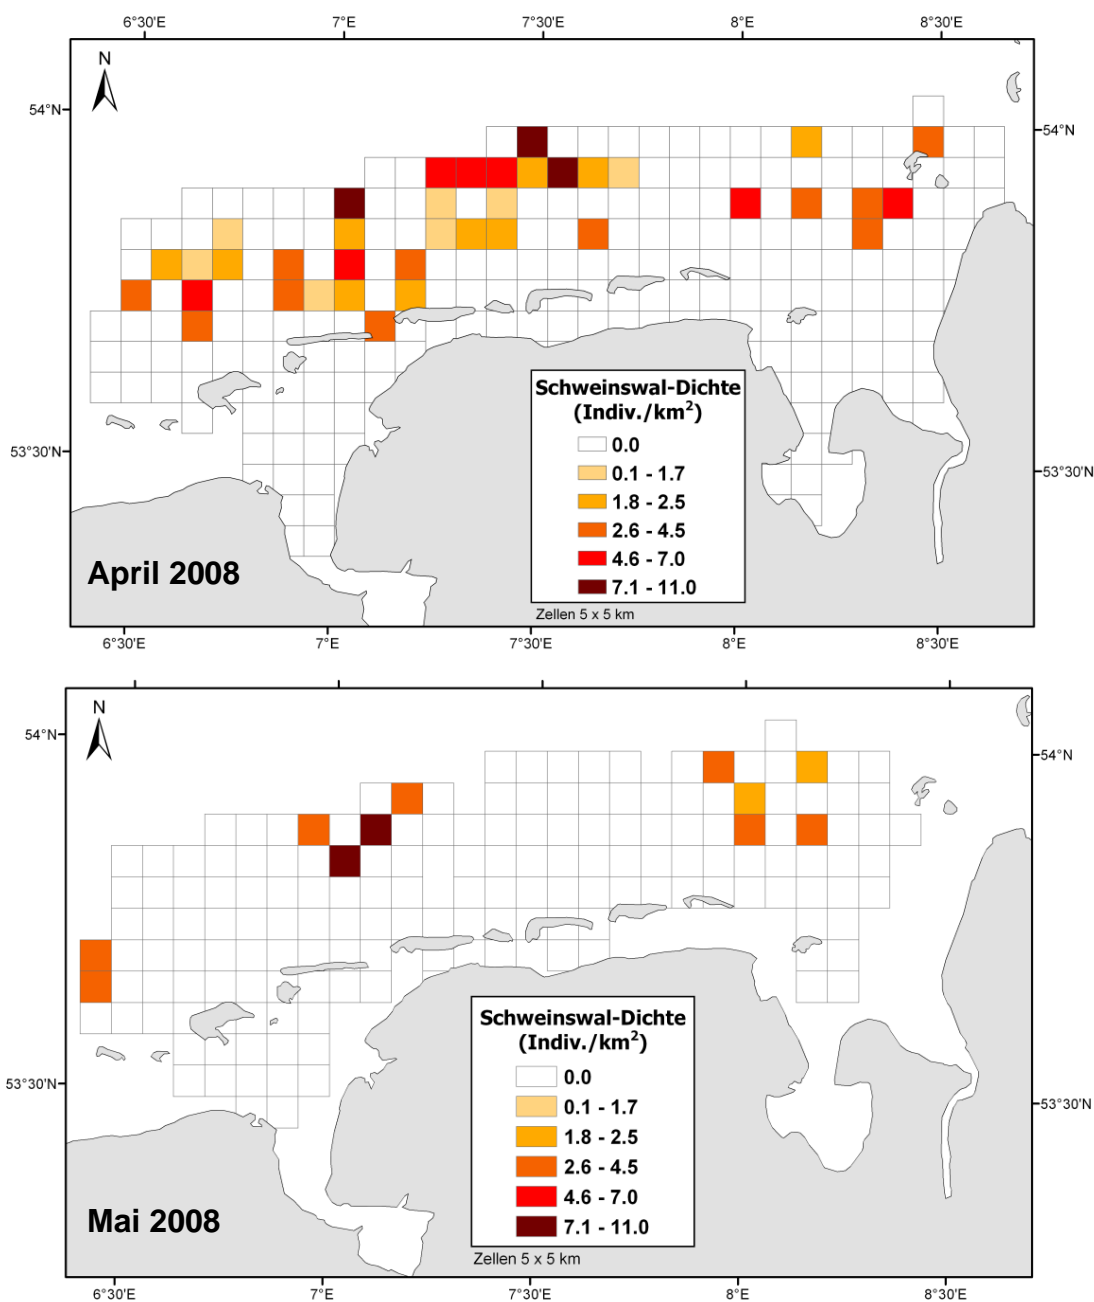 6°30'E 7°E 7°30'E 8°E 8°30'E
N
54°N 54°N
Schweinswal-Dichte
(Indiv./km²)
0.0
0.1 - 1.7
1.8 - 2.5
2.6 - 4.5
4.6 - 7.0
7.1 - 11.0
53°30'N 53°30'N
April 2008
Zellen 5 x 5 km
6°30'E 7°E 7°30'E 8°E 8°30'E
N
54°N 54°N
Schweinswal-Dichte
(Indiv./km²)
0.0
0.1 - 1.7
1.8 - 2.5
2.6 - 4.5
4.6 - 7.0
7.1 - 11.0
53°30'N 53°30'N
Mai 2008
Zellen 5 x 5 km
6°30'E 7°E 7°30'E 8°E 8°30'E